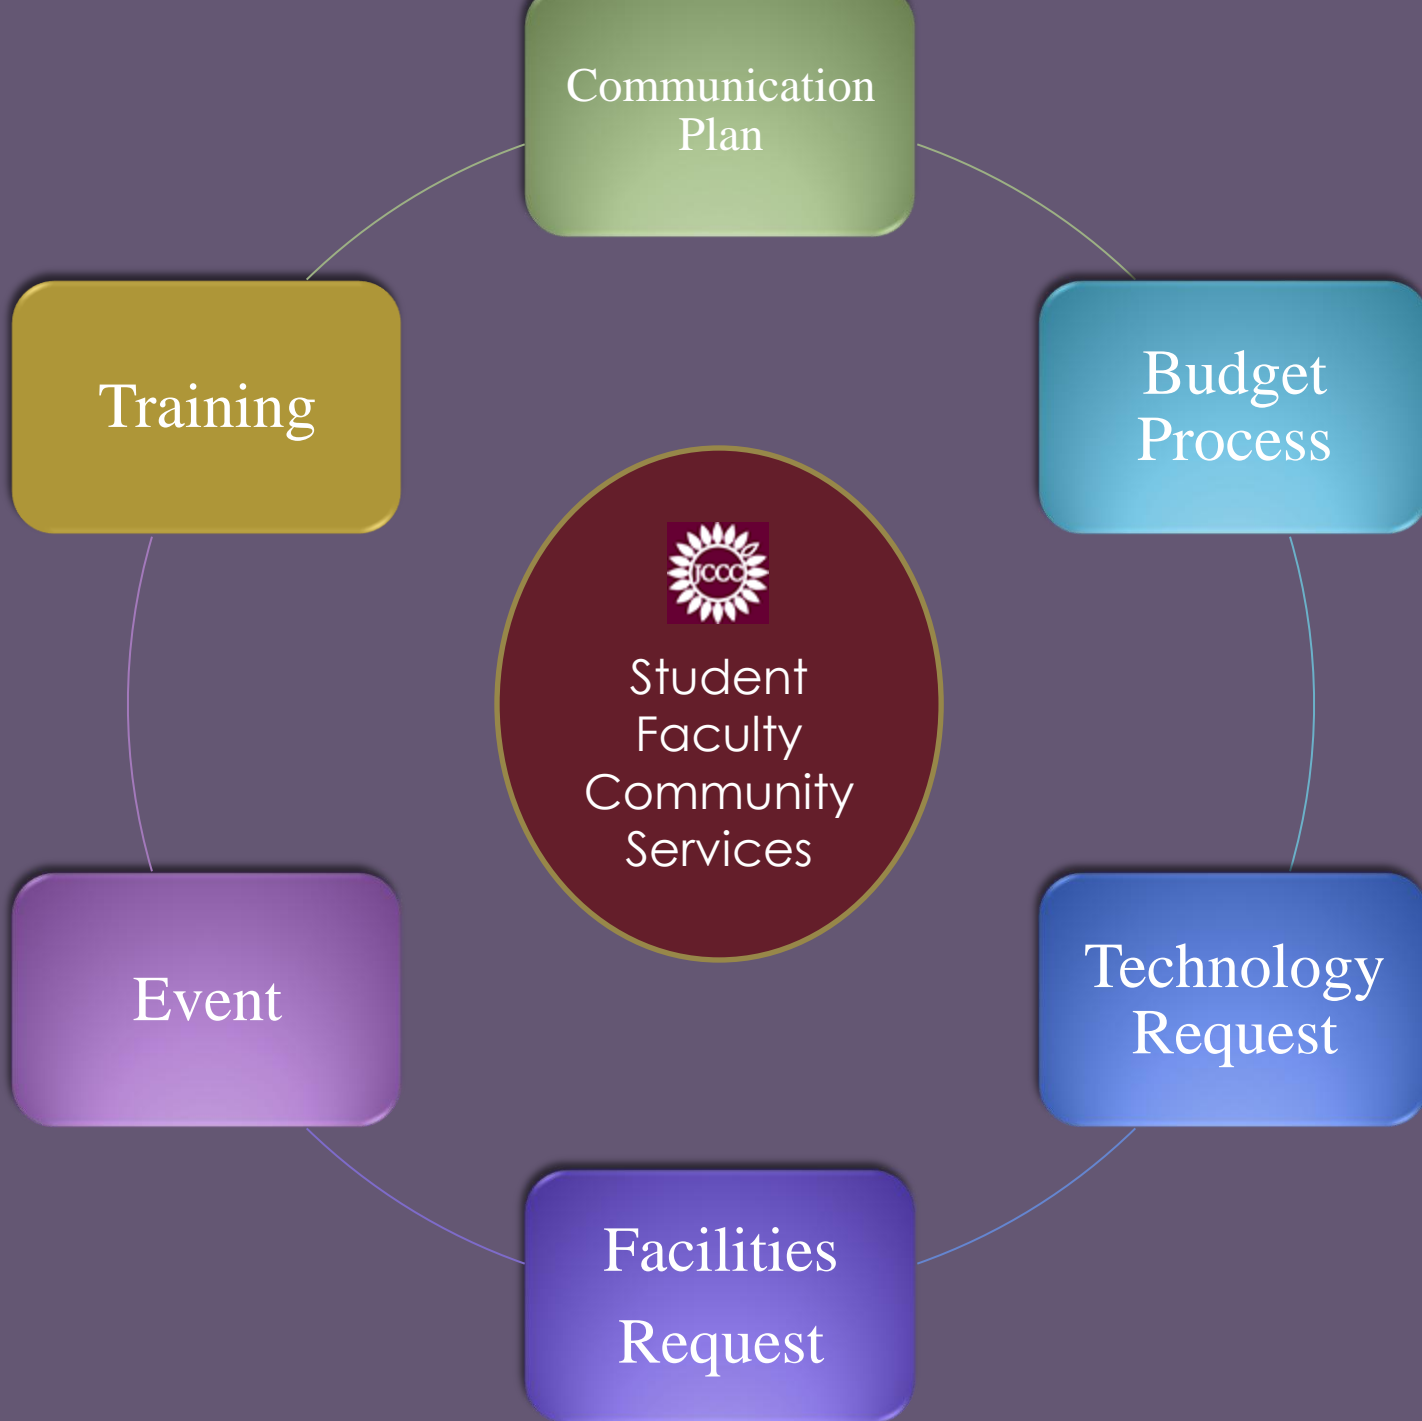 Communication
Plan
Budget
Process
Training
JCCC
Student
Faculty
Community
Services
Technology
Request
Event
Facilities
Request